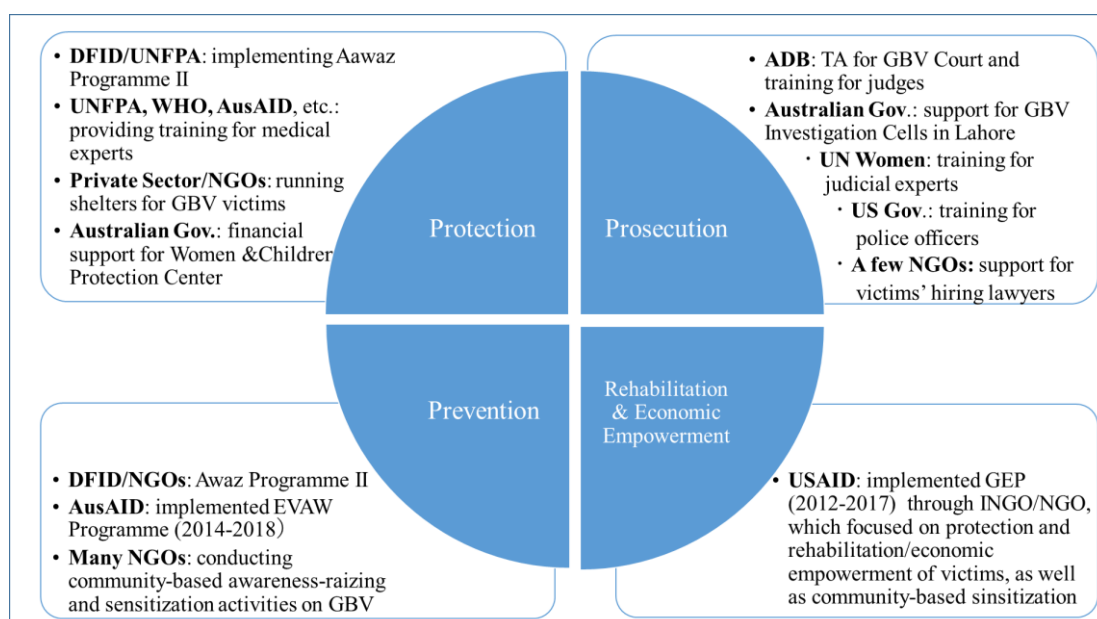 • DFID/UNFPA: implementing Aawaz
Programme II
• UNFPA, WHO, AusAID, etc.:
providing training for medical
experts
• Private Sector/NGOs: running
shelters for GBV victims
• Australian Gov.: financial
support for Women &Children
Protection Center
• ADB: TA for GBV Court and
training for judges
• Australian Gov.: support for GBV
Investigation Cells in Lahore
・UN Women: training for
judicial experts
・US Gov.: training for
police officers
・A few NGOs: support for
victims’ hiring lawyers
Protection
Prosecution
Prevention
Rehabilitation
& Economic
Empowerment
• DFID/NGOs: Awaz Programme II
• AusAID: implemented EVAW
Programme (2014-2018）
• Many NGOs: conducting
community-based awareness-raizing
and sensitization activities on GBV
• USAID: implemented GEP
(2012-2017) through INGO/NGO,
which focused on protection and
rehabilitation/economic
empowerment of victims, as well
as community-based sinsitization